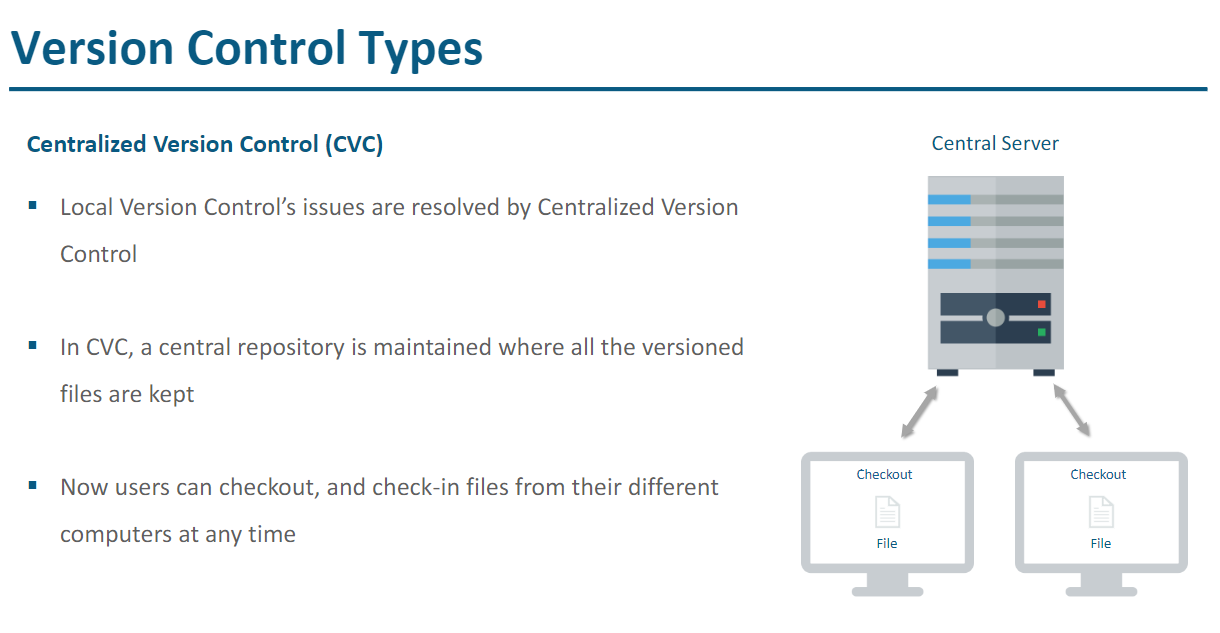 Version Control Types
Centralized Version Control (CVC)
Central Server
▪ Local Version Control’s issues are resolved by Centralized Version
Control
▪ In CVC, a central repository is maintained where all the versioned
files are kept
▪ Now users can checkout, and check-in files from their different
computers at any time
Checkout
File
Checkout
File